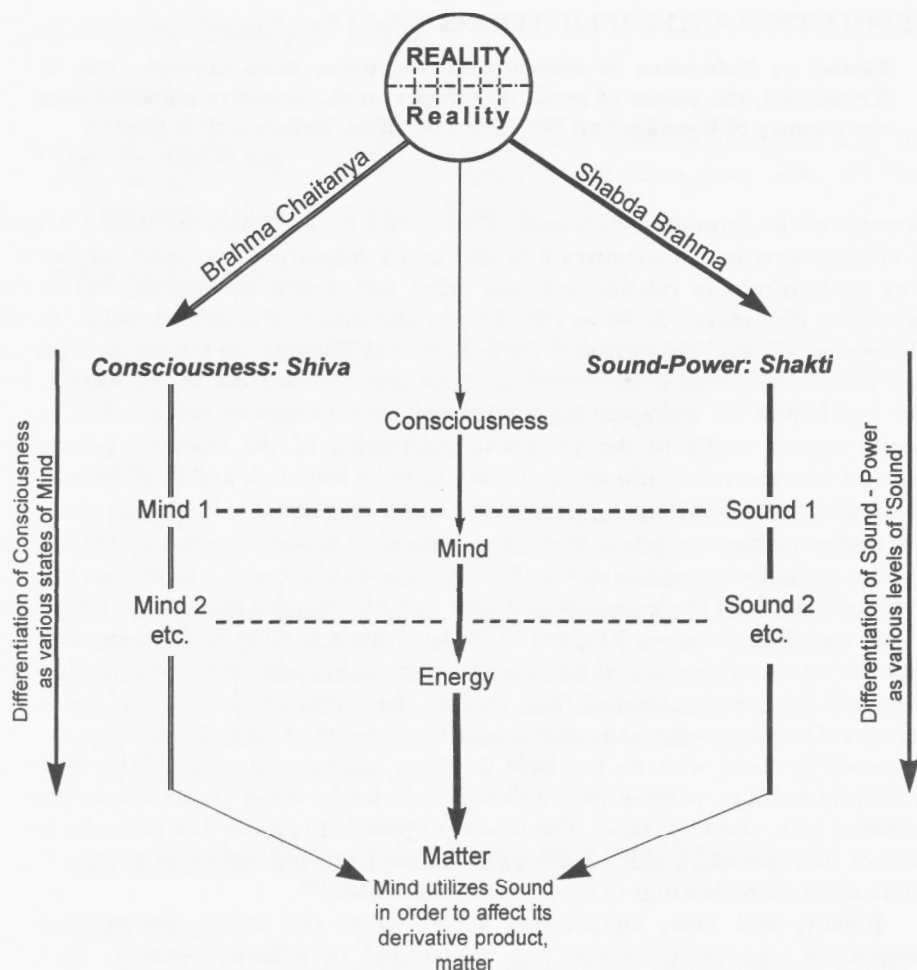 REALITY
Reality
Brahma Chaitanya
Shabda Brahma
Consciousness: Shiva
Sound-Power: Shakti
Differentiation of Consciousness
as various states of Mind
Consciousness
Differentiation of Sound - Power
as various levels of 'Sound'
Mind 1
Sound 1
Mind
Mind 2
etc.
Sound 2
etc.
Energy
Matter
Mind utilizes Sound
in order to affect its
derivative product,
matter